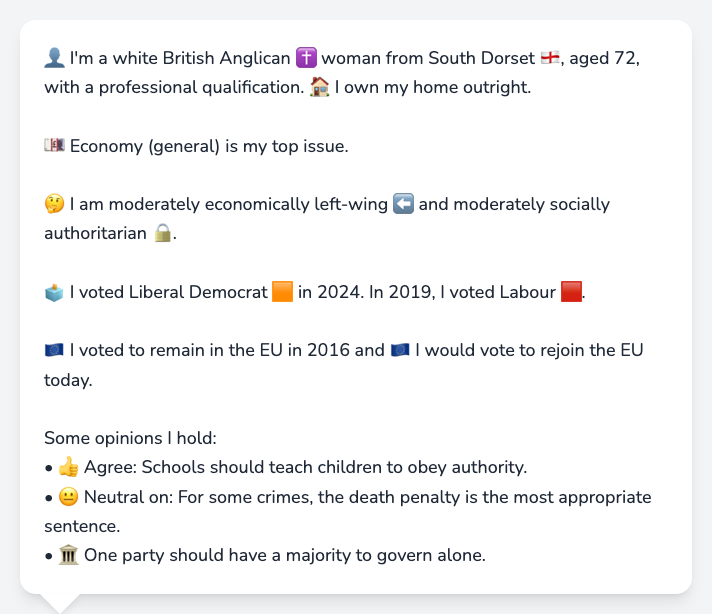 👤 I'm a white British Anglican ✝️ woman from South Dorset 🏴󠁧󠁢󠁥󠁮󠁧󠁿, aged 72,
with a professional qualification. 🏠 I own my home outright.
💷 Economy (general) is my top issue.
🤔 I am moderately economically left-wing ⬅️ and moderately socially
authoritarian 🔒.
🗳️ I voted Liberal Democrat 🟧 in 2024. In 2019, I voted Labour 🟥.
🇪🇺 I voted to remain in the EU in 2016 and 🇪🇺 I would vote to rejoin the EU
today.
Some opinions I hold:
• 👍 Agree: Schools should teach children to obey authority.
• 😐 Neutral on: For some crimes, the death penalty is the most appropriate
sentence.
• 🏛️ One party should have a majority to govern alone.